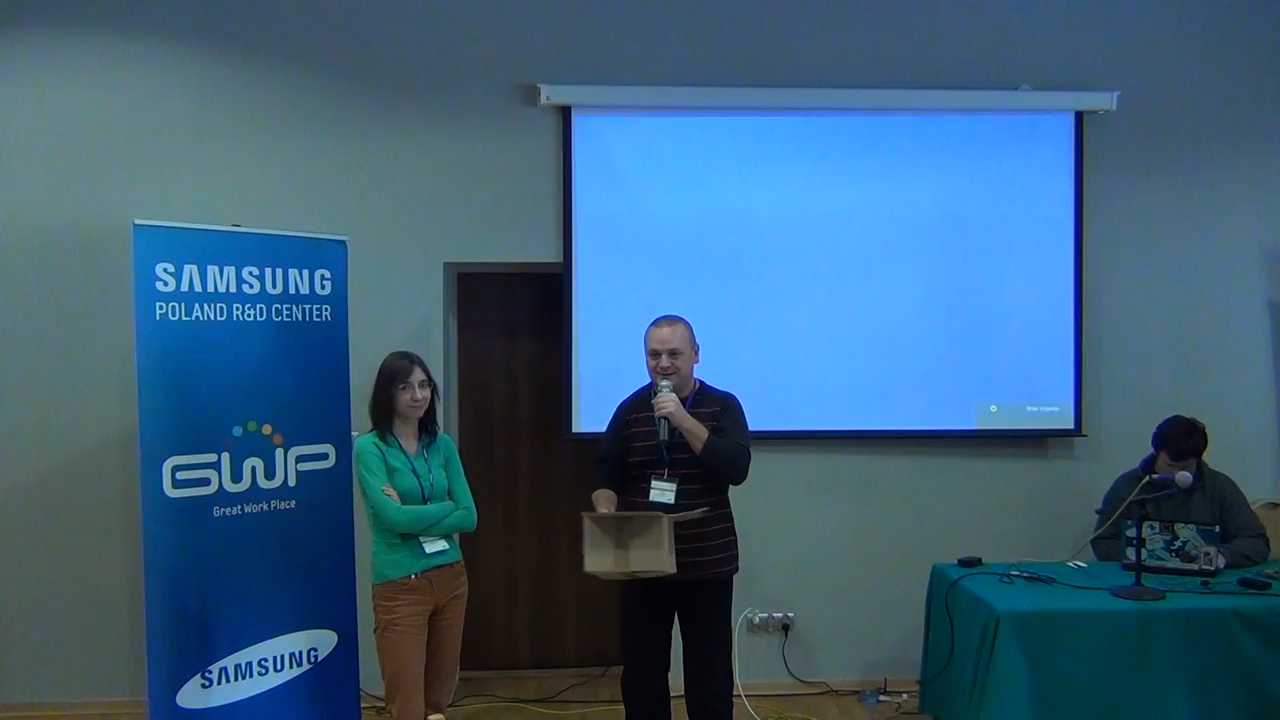 SAMSUNG
POLAND R&D CENTER
GWP
Great Work Place
SAMSUNG